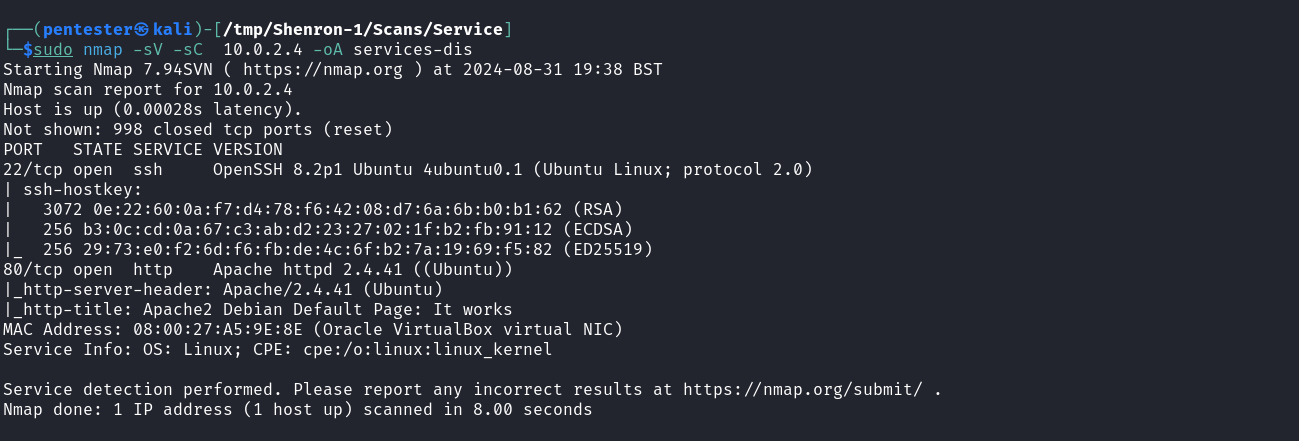 ┌──(pentester㉿kali)-[/tmp/Shenron-1/Scans/Service]
└─$sudo nmap -sV -sC  10.0.2.4 -oA services-dis
Starting Nmap 7.94SVN ( https://nmap.org ) at 2024-08-31 19:38 BST
Nmap scan report for 10.0.2.4
Host is up (0.00028s latency).
Not shown: 998 closed tcp ports (reset)
PORT   STATE SERVICE VERSION
22/tcp open  ssh     OpenSSH 8.2p1 Ubuntu 4ubuntu0.1 (Ubuntu Linux; protocol 2.0)
| ssh-hostkey:
|   3072 0e:22:60:0a:f7:d4:78:f6:42:08:d7:6a:6b:b0:b1:62 (RSA)
|   256 b3:0c:cd:0a:67:c3:ab:d2:23:27:02:1f:b2:fb:91:12 (ECDSA)
|_  256 29:73:e0:f2:6d:f6:fb:de:4c:6f:b2:7a:19:69:f5:82 (ED25519)
80/tcp open  http    Apache httpd 2.4.41 ((Ubuntu))
|_http-server-header: Apache/2.4.41 (Ubuntu)
|_http-title: Apache2 Debian Default Page: It works
MAC Address: 08:00:27:A5:9E:8E (Oracle VirtualBox virtual NIC)
Service Info: OS: Linux; CPE: cpe:/o:linux:linux_kernel

Service detection performed. Please report any incorrect results at https://nmap.org/submit/ .
Nmap done: 1 IP address (1 host up) scanned in 8.00 seconds